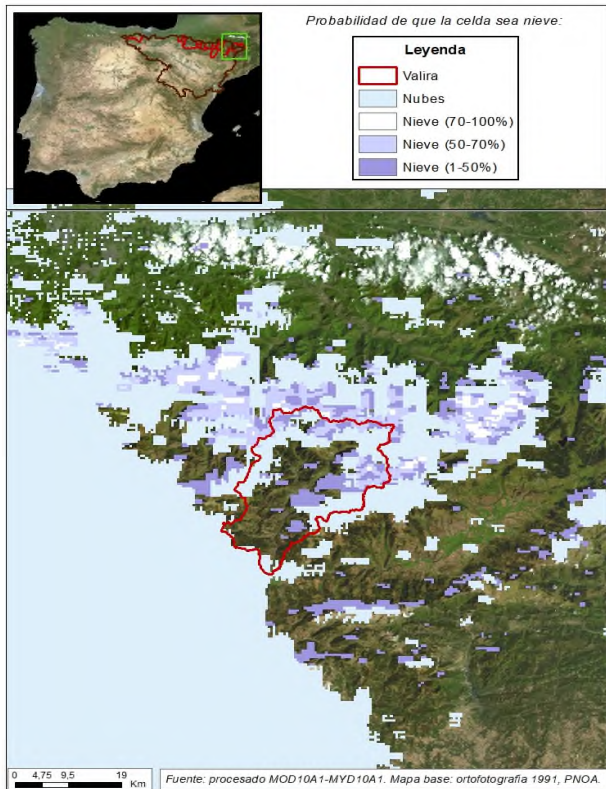 Probabilidad de que la celda sea nieve:
Leyenda
Valira
Nubes
Nieve (70-100%)
Nieve (50-70%)
Nieve (1-50%)
0 4,75 9,5 19
Km
Fuente: procesado MOD10A1-MYD10A1. Mapa base: ortofotografía 1991, PNOA.